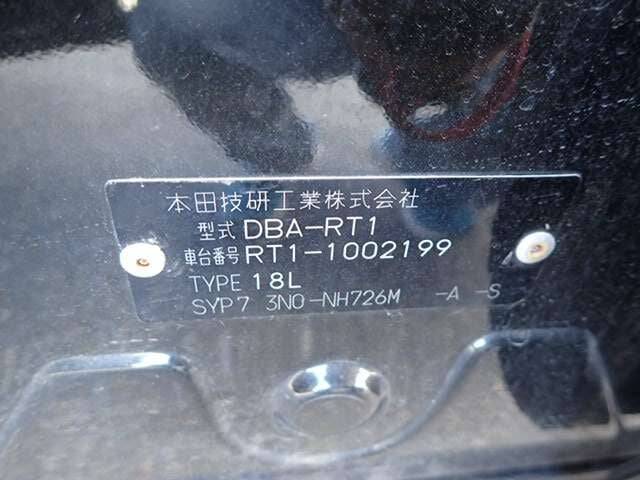 本田技研工業株式会社
型式 DBA-RT1
車台番号 RT1-1002199
TYPE 18L
SYP7 3N0-NH726M -A -S